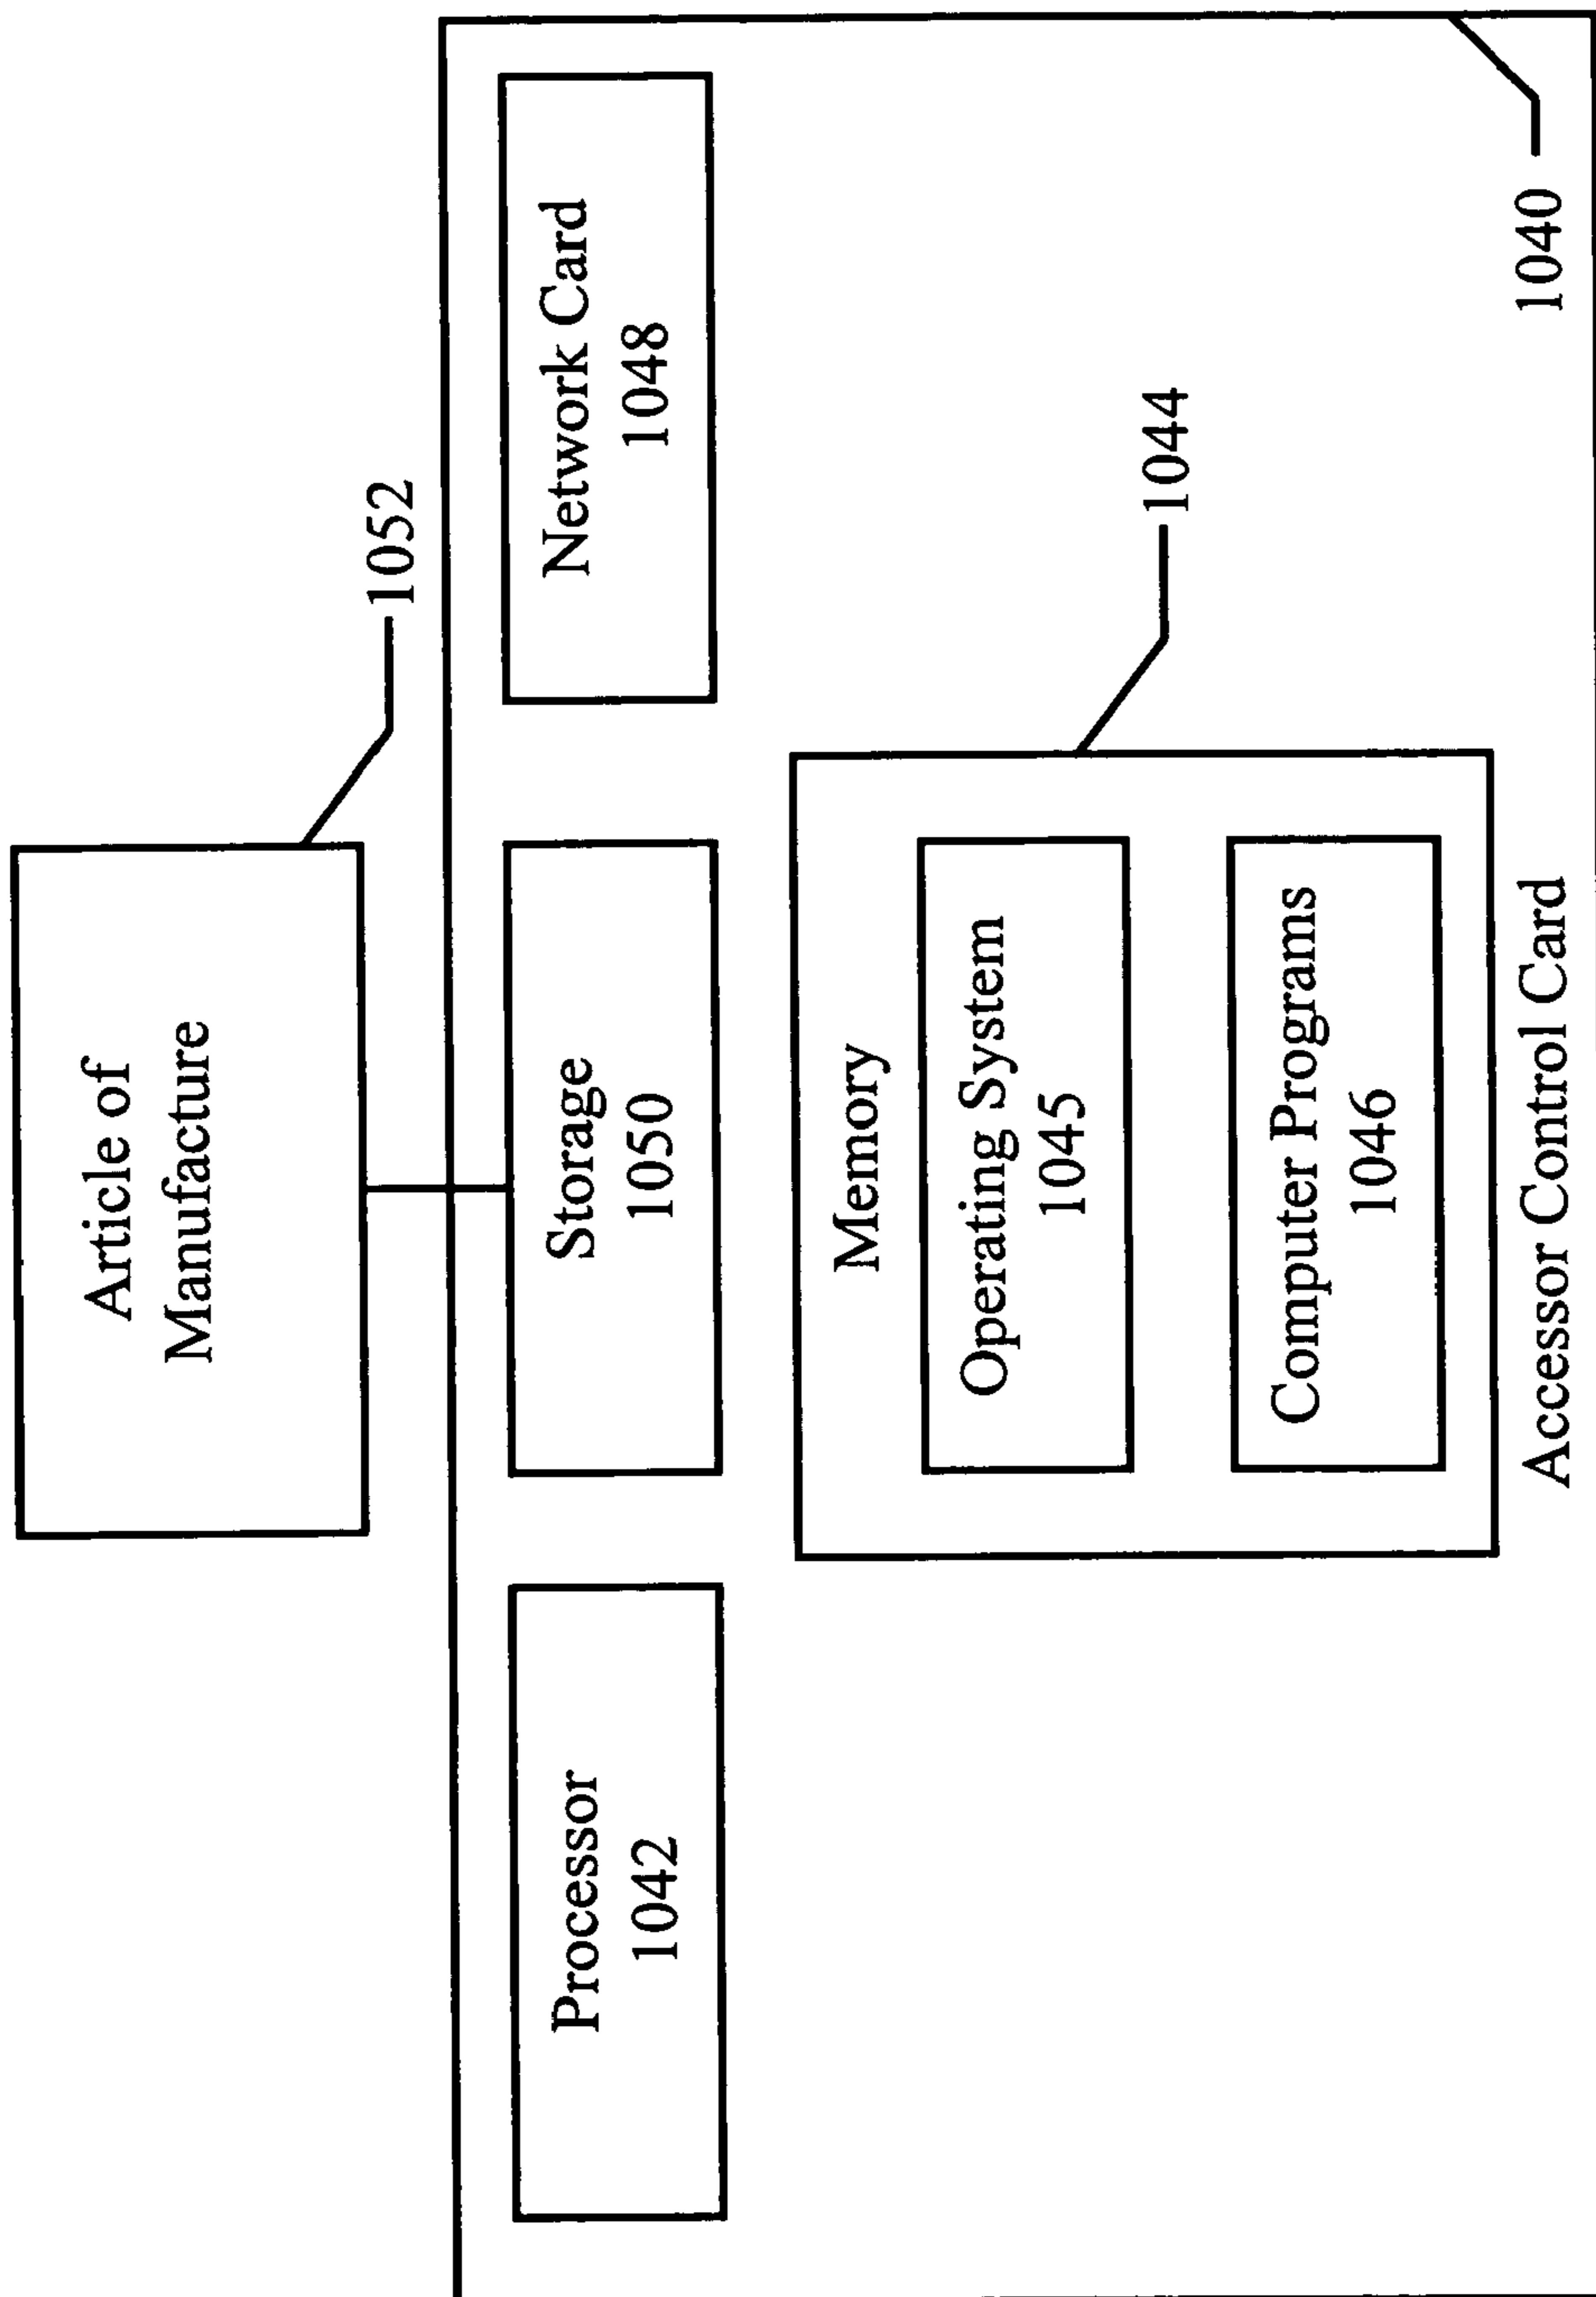 Article of
Manufacture
1052
Processor
1042
Storage
1050
Network Card
1048
Memory
1044
Operating System
1045
Computer Programs
1046
Accessor Control Card
1040